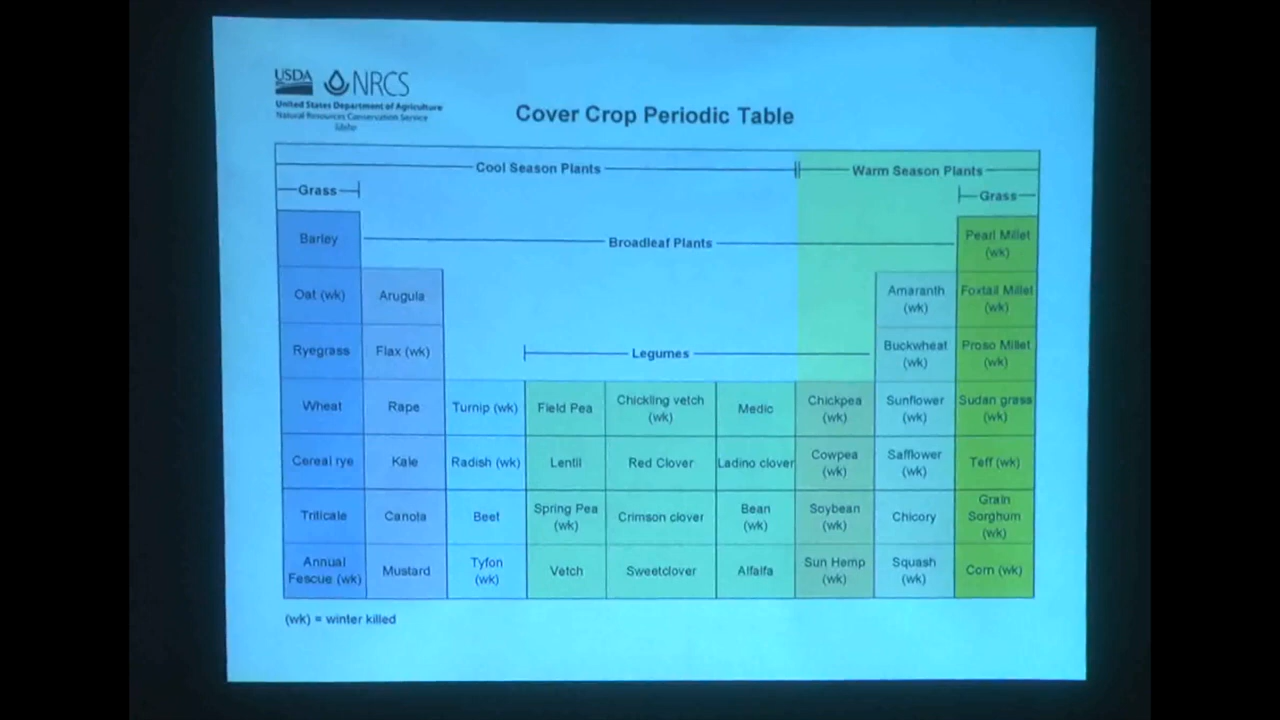 USDA NRCS
United States Department of Agriculture
Natural Resources Conservation Service
Idaho
Cover Crop Periodic Table
Cool Season Plants
Warm Season Plants
Grass
Grass
Barley
Broadleaf Plants
Pearl Millet
(wk)
Oat (wk)
Arugula
Amaranth
(wk)
Foxtail Millet
(wk)
Ryegrass
Flax (wk)
Legumes
Buckwheat
(wk)
Proso Millet
(wk)
Wheat
Rape
Turnip (wk)
Field Pea
Chickling vetch
(wk)
Medic
Chickpea
(wk)
Sunflower
(wk)
Sudan grass
(wk)
Cereal rye
Kale
Radish (wk)
Lentil
Red Clover
Ladino clover
Cowpea
(wk)
Safflower
(wk)
Teff (wk)
Triticale
Canola
Beet
Spring Pea
(wk)
Crimson clover
Bean
(wk)
Soybean
(wk)
Chicory
Grain
Sorghum
(wk)
Annual
Fescue (wk)
Mustard
Tyfon
(wk)
Vetch
Sweetclover
Alfalfa
Sun Hemp
(wk)
Squash
(wk)
Corn (wk)
(wk) = winter killed